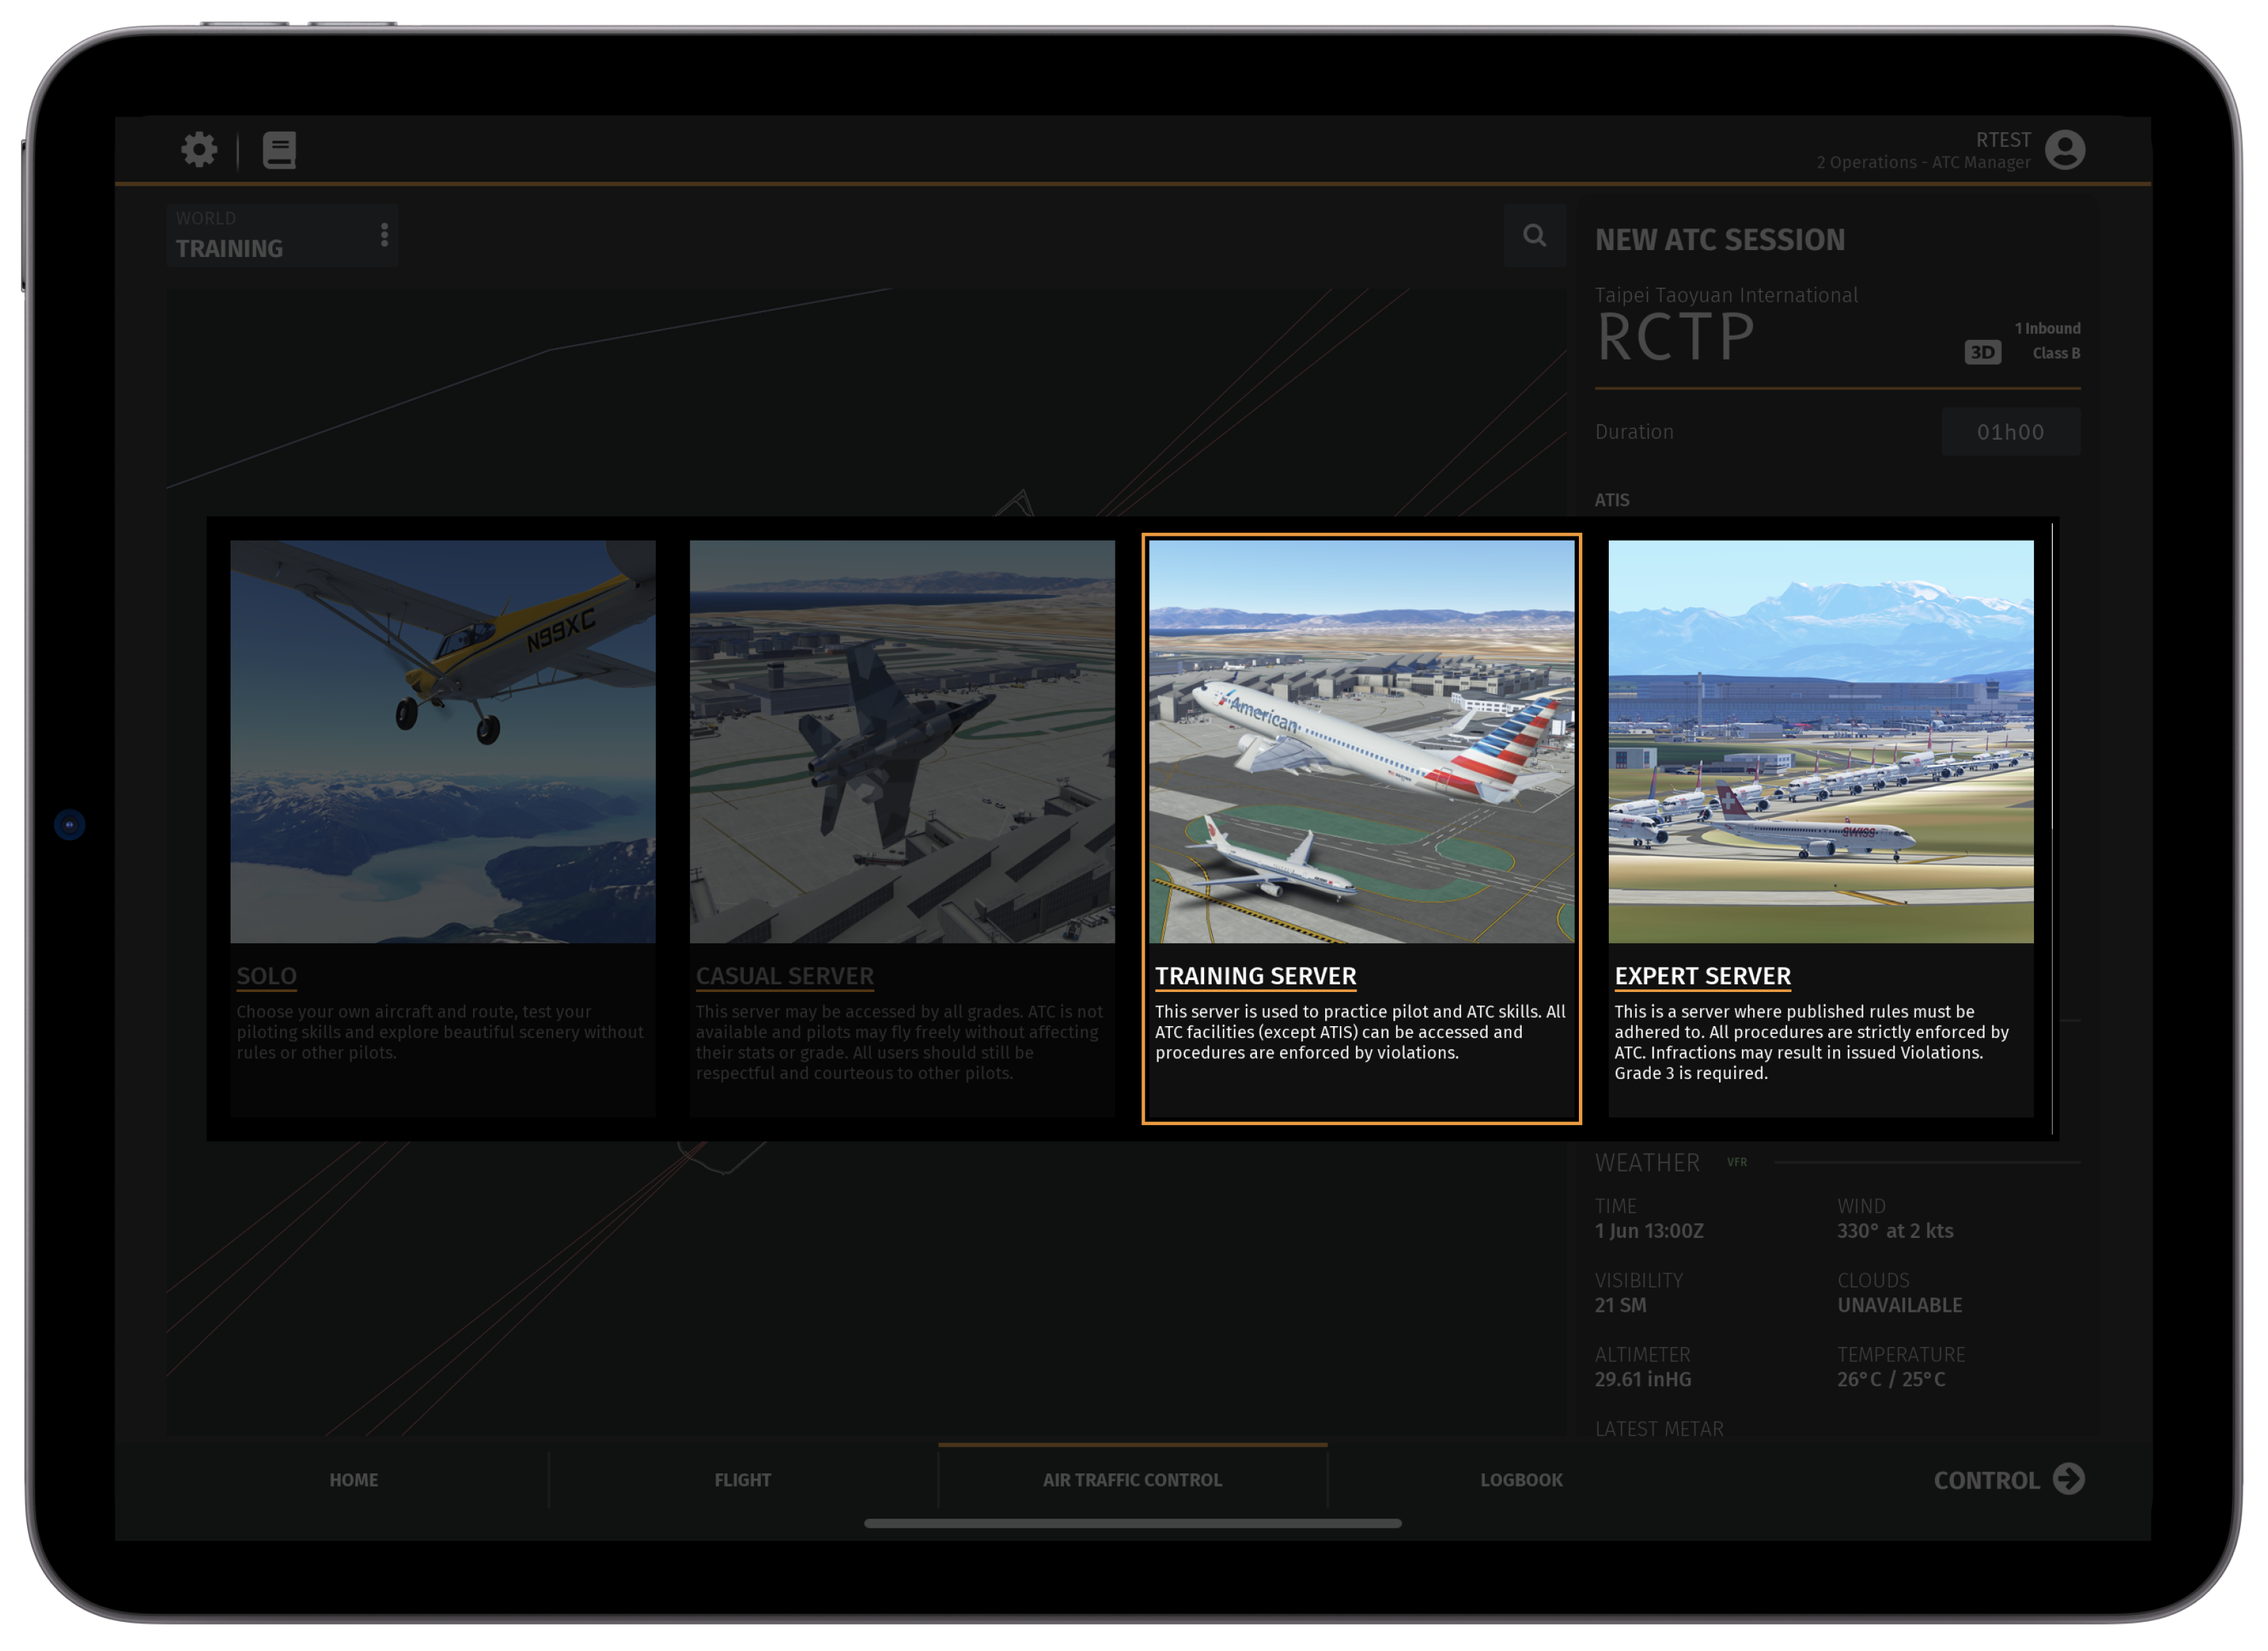 RTEST
2 Operations - ATC Manager
WORLD
TRAINING
NEW ATC SESSION
Taipei Taoyuan International
RCTP
1 Inbound
3D
Class B
Duration
01h00
ATIS
N99XC
American
SWISS
SOLO
Choose your own aircraft and route, test your
piloting skills and explore beautiful scenery without
rules or other pilots.
CASUAL SERVER
This server may be accessed by all grades. ATC is not
available and pilots may fly freely without affecting
their stats or grade. All users should still be
respectful and courteous to other pilots.
TRAINING SERVER
This server is used to practice pilot and ATC skills. All
ATC facilities (except ATIS) can be accessed and
procedures are enforced by violations.
EXPERT SERVER
This is a server where published rules must be
adhered to. All procedures are strictly enforced by
ATC. Infractions may result in issued Violations.
Grade 3 is required.
WEATHER VFR
TIME
1 Jun 13:00Z
WIND
330° at 2 kts
VISIBILITY
21 SM
CLOUDS
UNAVAILABLE
ALTIMETER
29.61 inHG
TEMPERATURE
26°C / 25°C
LATEST METAR
HOME
FLIGHT
AIR TRAFFIC CONTROL
LOGBOOK
CONTROL